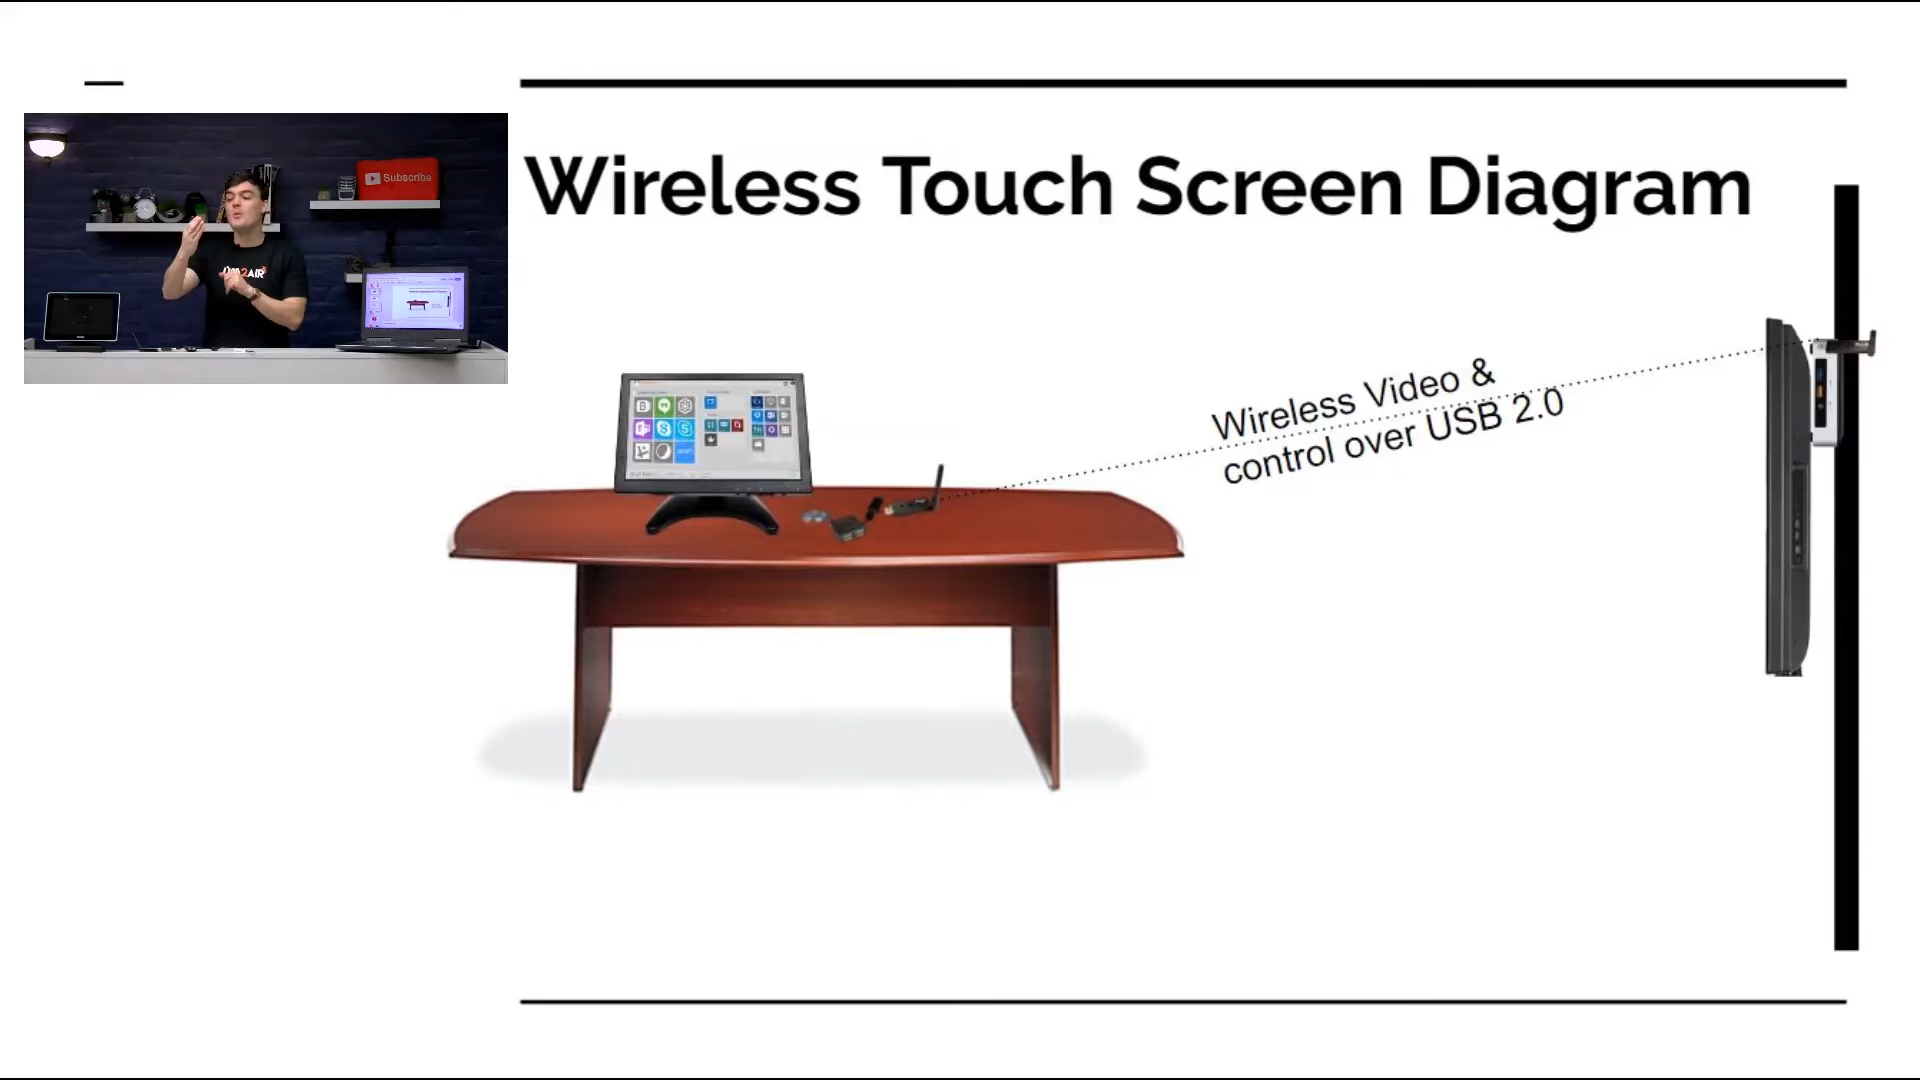 Subscribe
Wireless Touch Screen Diagram
Wireless Video &
control over USB 2.0